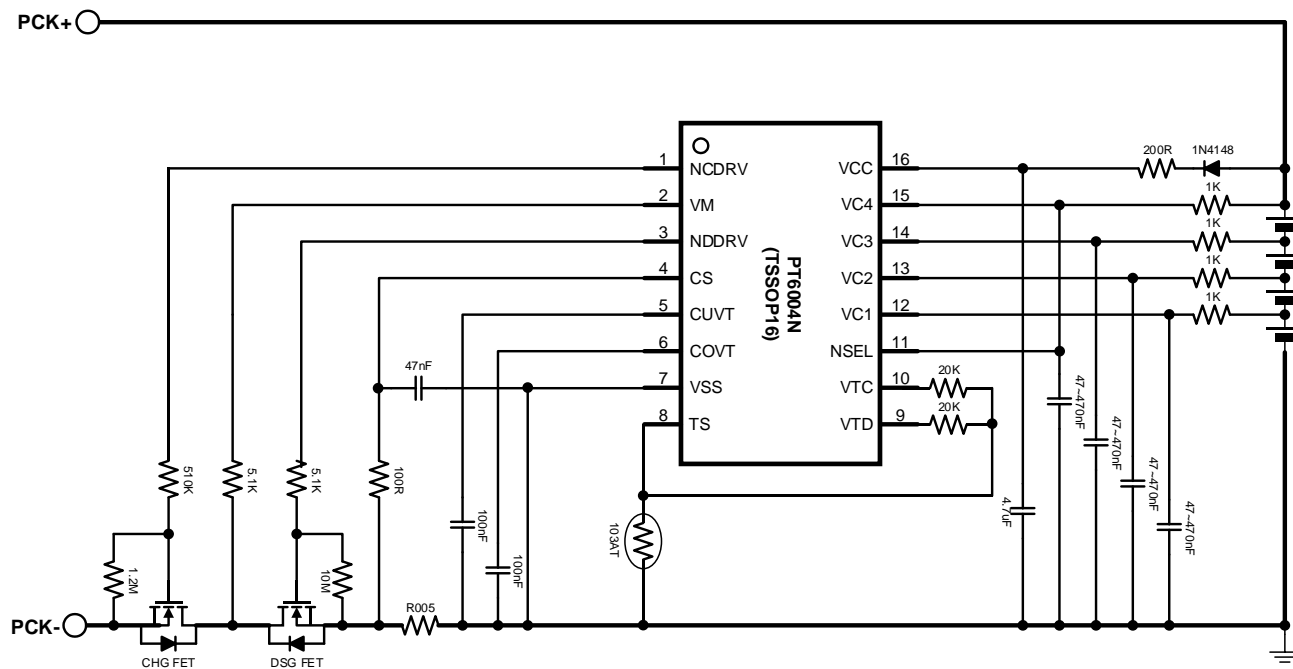 PCK+
200R
1N4148
1
NCDRV
VCC
16
1K
2
VM
VC4
15
1K
3
NDDRV
VC3
14
1K
4
CS
VC2
13
1K
5
CUVT
VC1
12
PT6004N
(TSSOP16)
6
COVT
NSEL
11
47nF
7
VSS
VTC
10
20K
8
TS
VTD
9
20K
47~470nF
47~470nF
47~470nF
47~470nF
510K
5.1K
5.1K
100R
100nF
100nF
103AT
4.7uF
1.2M
10M
R005
PCK-
CHG FET
DSG FET